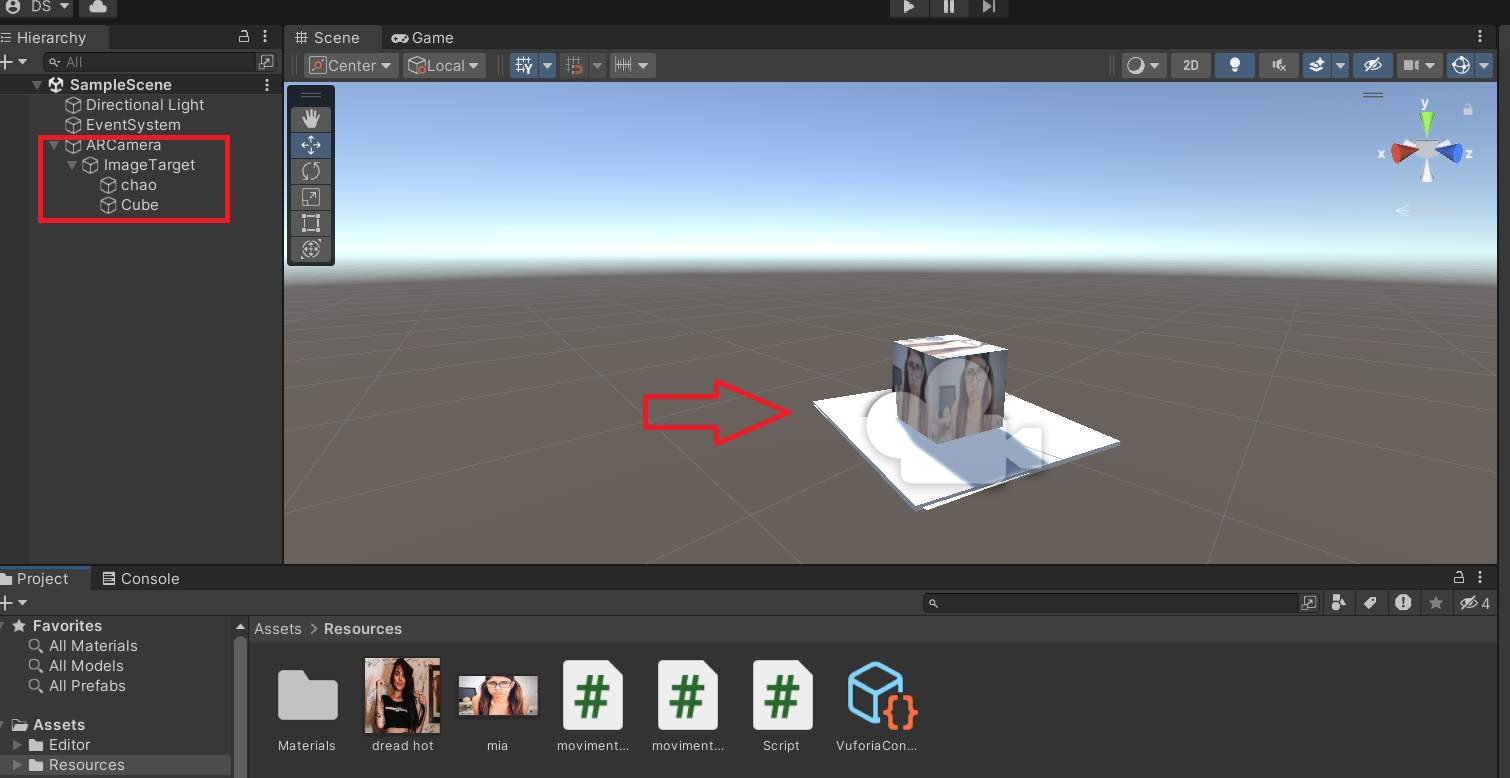 DS
Hierarchy
Scene
Game
All
Center
Local
2D
SampleScene
Directional Light
EventSystem
ARCamera
ImageTarget
chao
Cube
y
x
z
Project
Console
4
Favorites
All Materials
All Models
All Prefabs
Assets
Editor
Resources
Assets > Resources
Materials
dread hot
mia
moviment...
moviment...
Script
VuforiaCon...